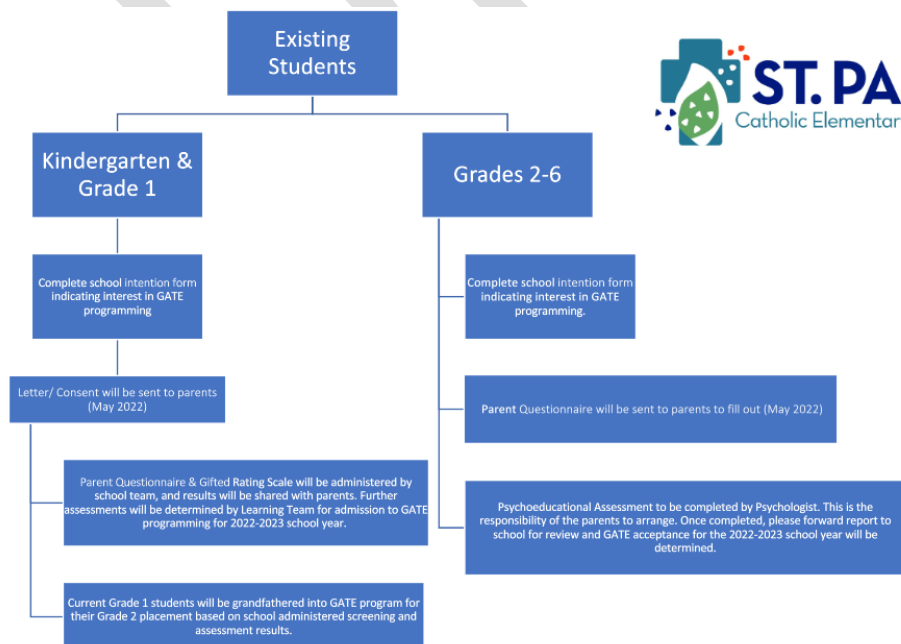 Existing
Students
ST. PA
Catholic Elementar
Kindergarten &
Grade 1
Grades 2-6
Complete school intention form
indicating interest in GATE
programming
Complete school intention form
indicating interest in GATE
programming.
Letter/ Consent will be sent to parents
(May 2022)
Parent Questionnaire will be sent to parents to fill out (May 2022)
Parent Questionnaire & Gifted Rating Scale will be administered by
school team, and results will be shared with parents. Further
assessments will be determined by Learning Team for admission to GATE
programming for 2022-2023 school year.
Psychoeducational Assessment to be completed by Psychologist. This is the
responsibility of the parents to arrange. Once completed, please forward report to
school for review and GATE acceptance for the 2022-2023 school year will be
determined.
Current Grade 1 students will be grandfathered into GATE program for
their Grade 2 placement based on school administered screening and
assessment results.